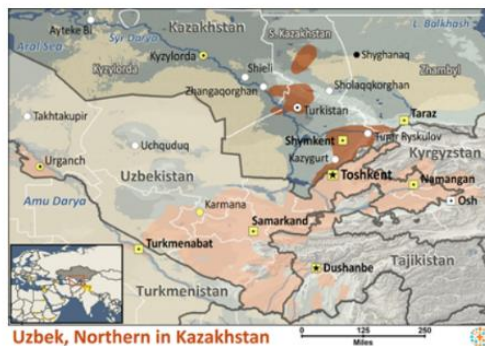 Kazakhstan
S. Kazakhstan
L. Balkhash
Ayteke Bi
Aral Sea
Syr Darya
Kyzylorda
Shyghanaq
Kyzylorda
Shieli
Zhambyl
Zhangaqorghan
Sholaqqorghan
Takhtakupir
Turkistan
Taraz
Uchquduq
Shymkent
Turar Ryskulov
Kazygurt
Kyrgyzstan
Urganch
Uzbekistan
Toshkent
Namangan
Amu Darya
Karmana
Osh
Samarkand
Turkmenabat
Dushanbe
Tajikistan
Turkmenistan
0 125 250
Miles
Uzbek, Northern in Kazakhstan